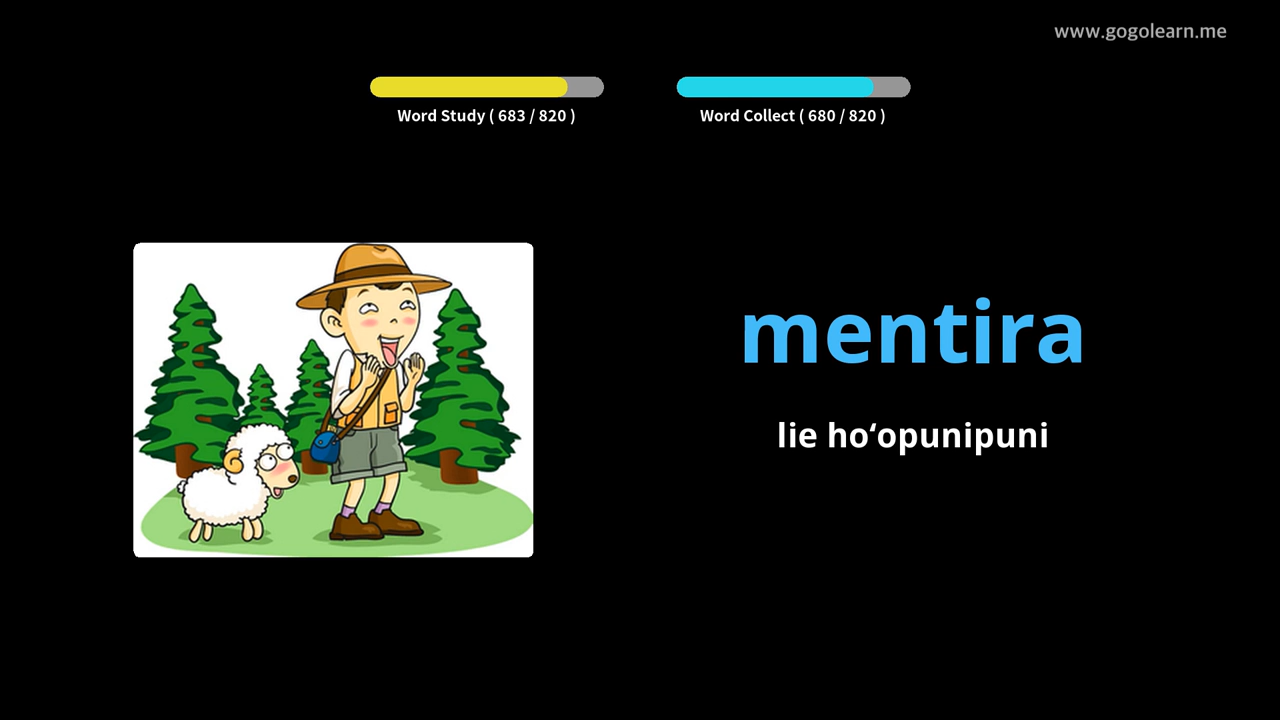 www.gogolearn.me
Word Study ( 683 / 820 )
Word Collect ( 680 / 820 )
mentira
lie hoʻopunipuni